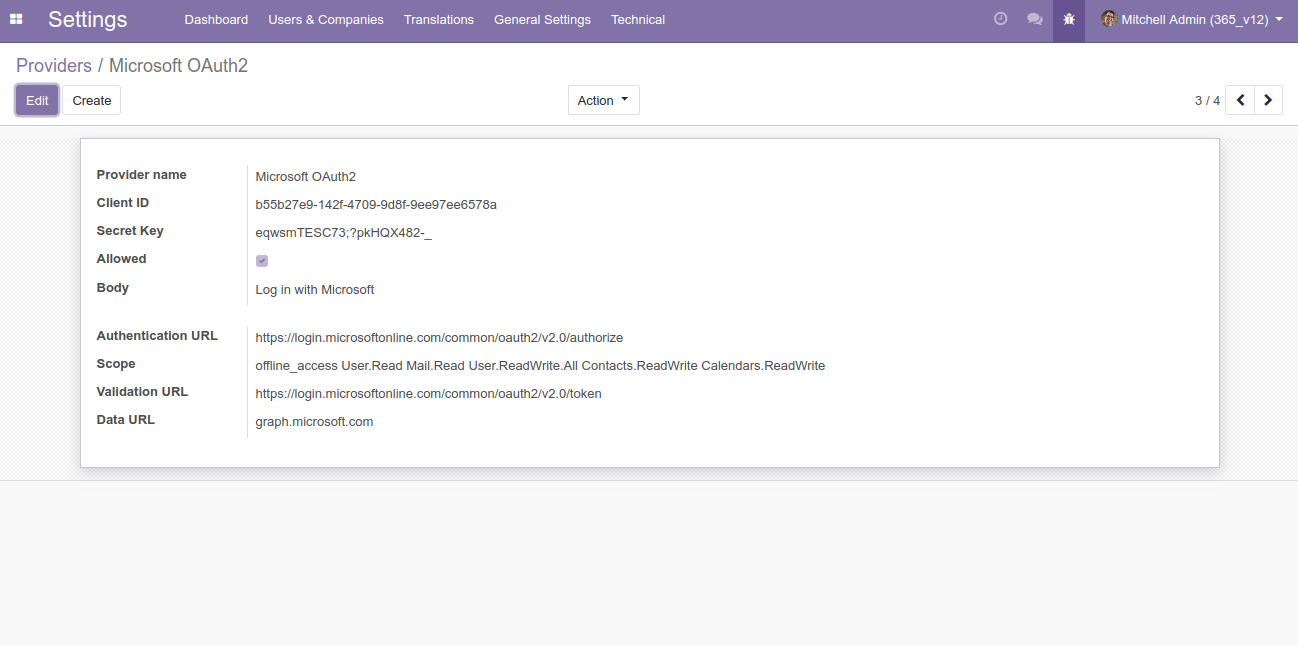 Settings Dashboard Users & Companies Translations General Settings Technical Mitchell Admin (365_v12)
Providers / Microsoft OAuth2
Edit Create Action 3 / 4
Provider name Microsoft OAuth2
Client ID b55b27e9-142f-4709-9d8f-9ee97ee6578a
Secret Key eqwsmTESC73;?pkHQX482-_
Allowed
Body Log in with Microsoft
Authentication URL https://login.microsoftonline.com/common/oauth2/v2.0/authorize
Scope offline_access User.Read Mail.Read User.ReadWrite.All Contacts.ReadWrite Calendars.ReadWrite
Validation URL https://login.microsoftonline.com/common/oauth2/v2.0/token
Data URL graph.microsoft.com